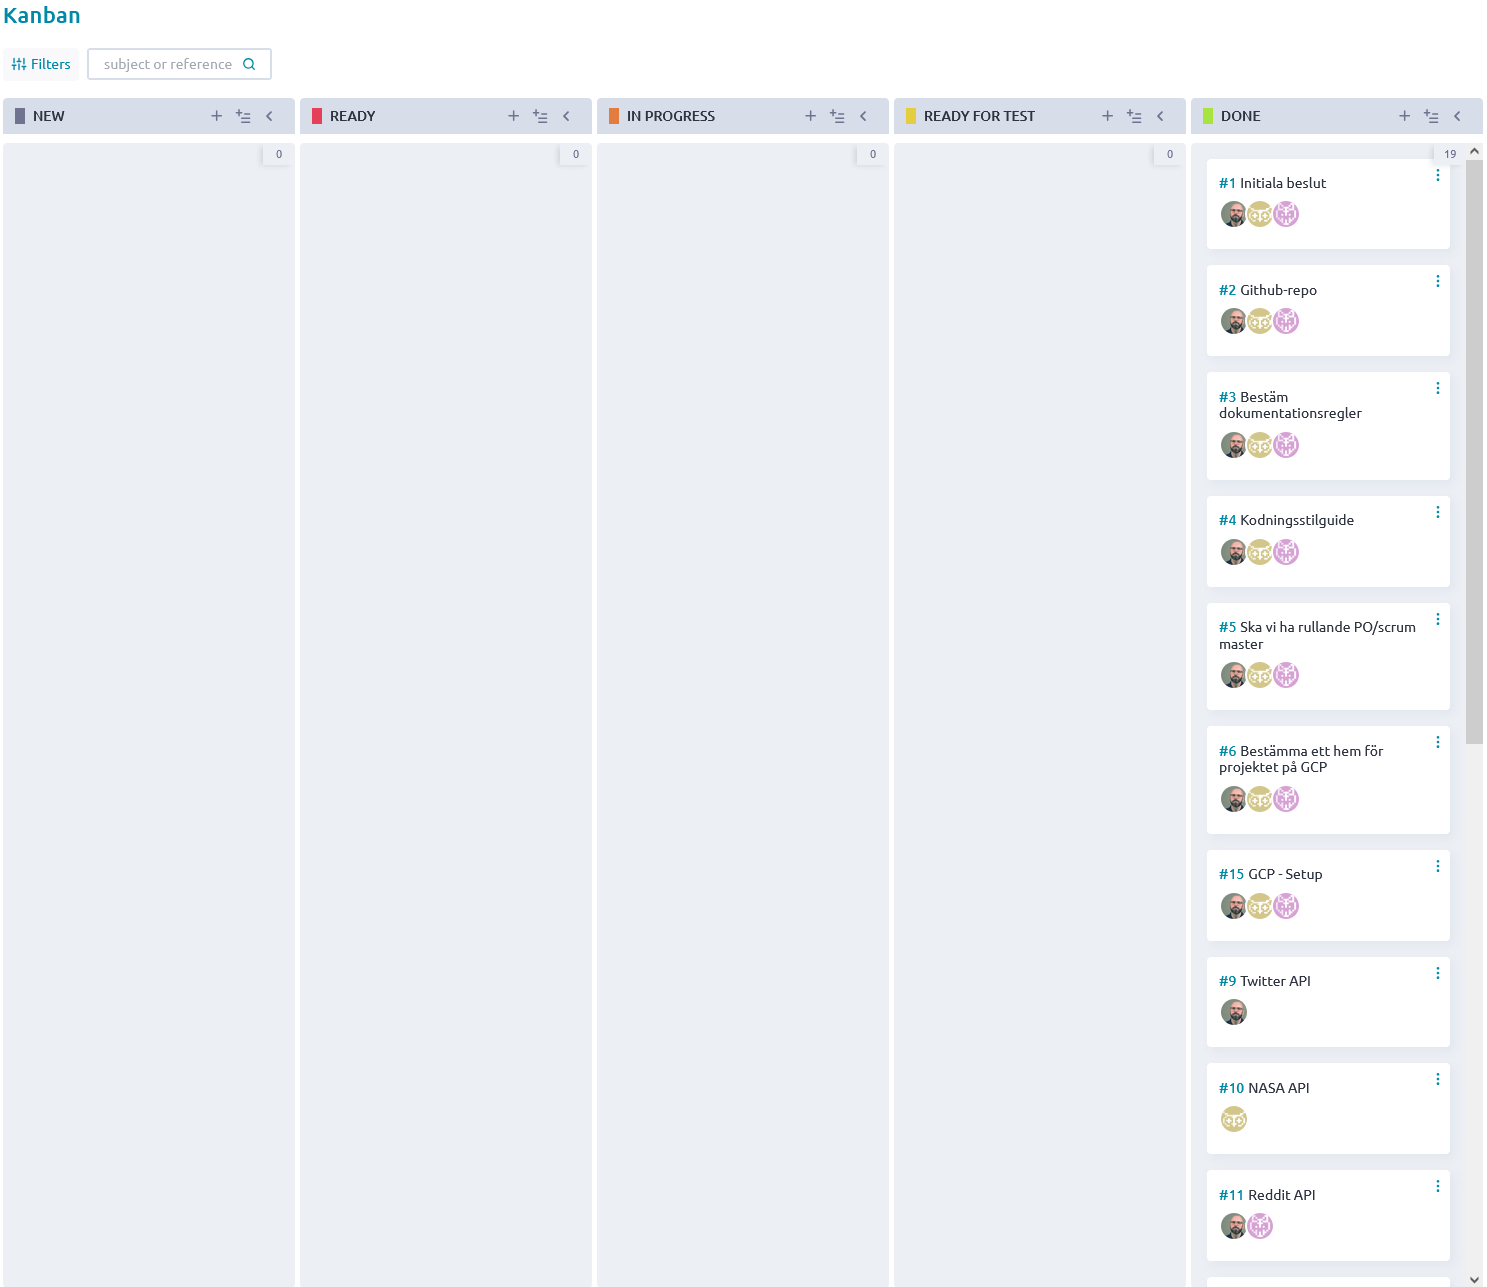 Kanban
Filters
subject or reference
NEW
READY
IN PROGRESS
READY FOR TEST
DONE
0
0
0
0
19
#1 Initiala beslut
#2 Github-repo
#3 Bestäm
dokumentationsregler
#4 Kodningsstilguide
#5 Ska vi ha rullande PO/scrum
master
#6 Bestämma ett hem för
projektet på GCP
#15 GCP - Setup
#9 Twitter API
#10 NASA API
#11 Reddit API